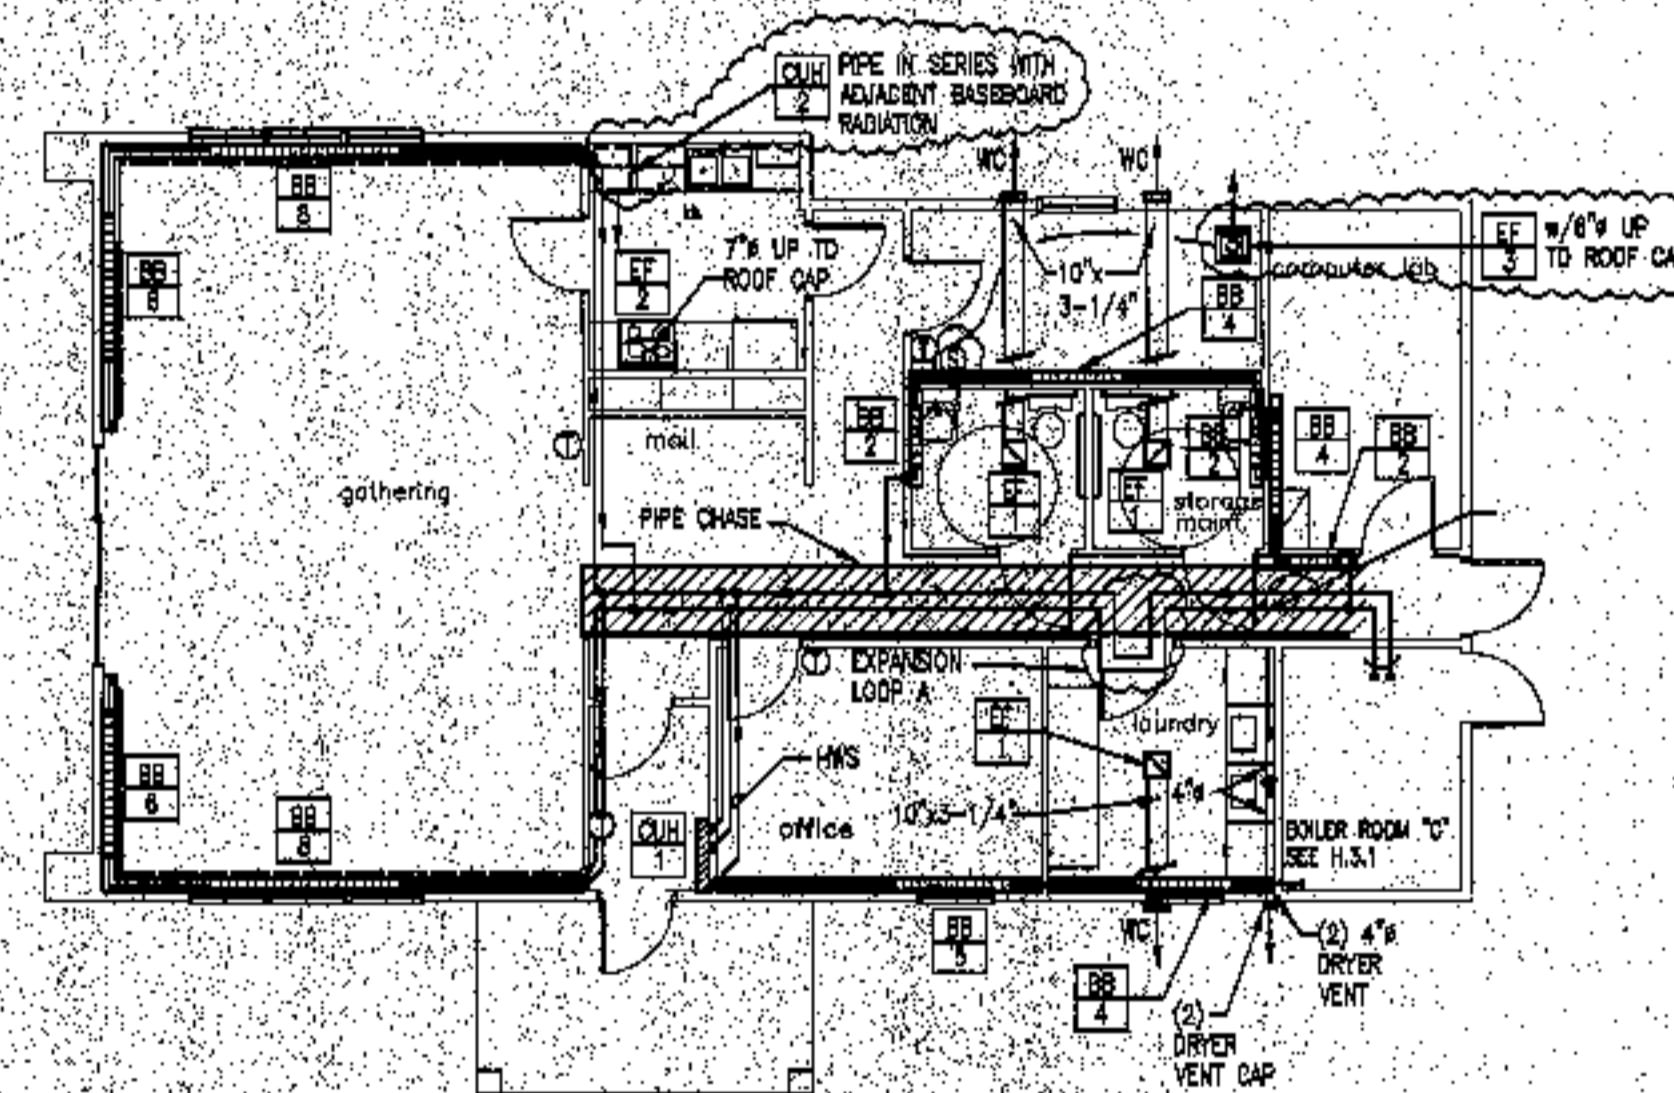 CUH
2
PIPE IN SERIES WITH
ADJACENT BASEBOARD
RADIATION
WC
WC
BB
8
BB
6
EF
2
7"ø UP TO
ROOF CAP
10"x
3-1/4"
BB
4
computer lab
EF
3
w/8"ø UP
TO ROOF CA
T
S
mail
T
gathering
BB
2
BB
2
BB
4
BB
2
EF
1
EF
1
storage
maint.
PIPE CHASE
T
EXPANSION
LOOP A
EF
1
laundry
HWS
BB
6
BB
8
CUH
1
office
10"x3-1/4"
4"ø
BOILER ROOM "C"
SEE H.3.1
BB
5
WC
BB
4
(2) 4"ø
DRYER
VENT
(2)
DRYER
VENT CAP